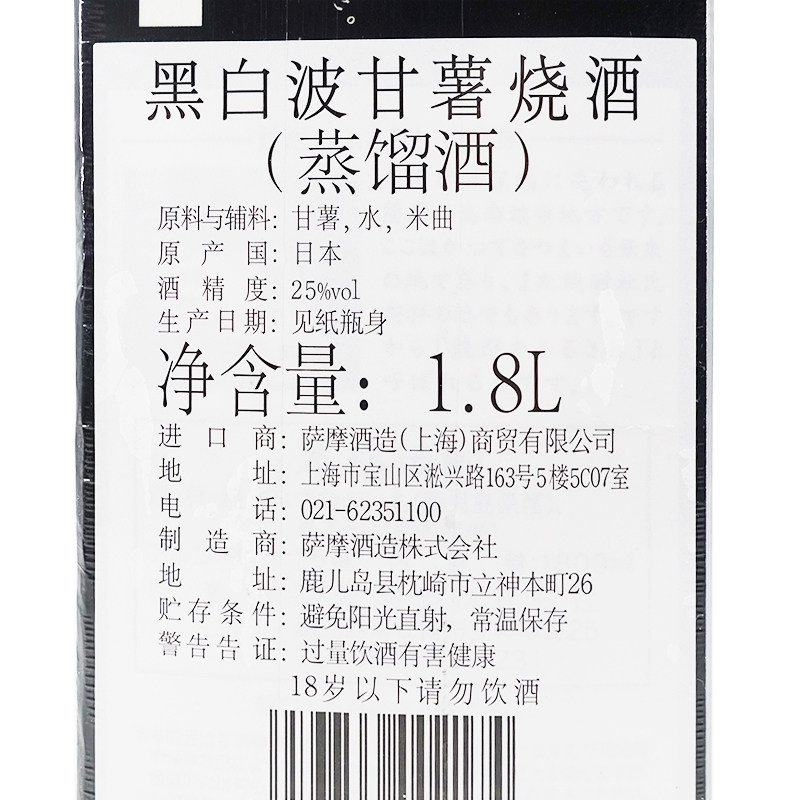 黑白波甘薯烧酒
（蒸馏酒）
原料与辅料：甘薯，水，米曲
原产国：日本
酒精度：25%vol
生产日期：见纸瓶身
净含量：1.8L
进口商：萨摩酒造(上海)商贸有限公司
地址：上海市宝山区淞兴路163号5楼5C07室
电话：021-62351100
制造商：萨摩酒造株式会社
地址：鹿儿岛县枕崎市立神本町26
贮存条件：避免阳光直射，常温保存
警告告证：过量饮酒有害健康
18岁以下请勿饮酒